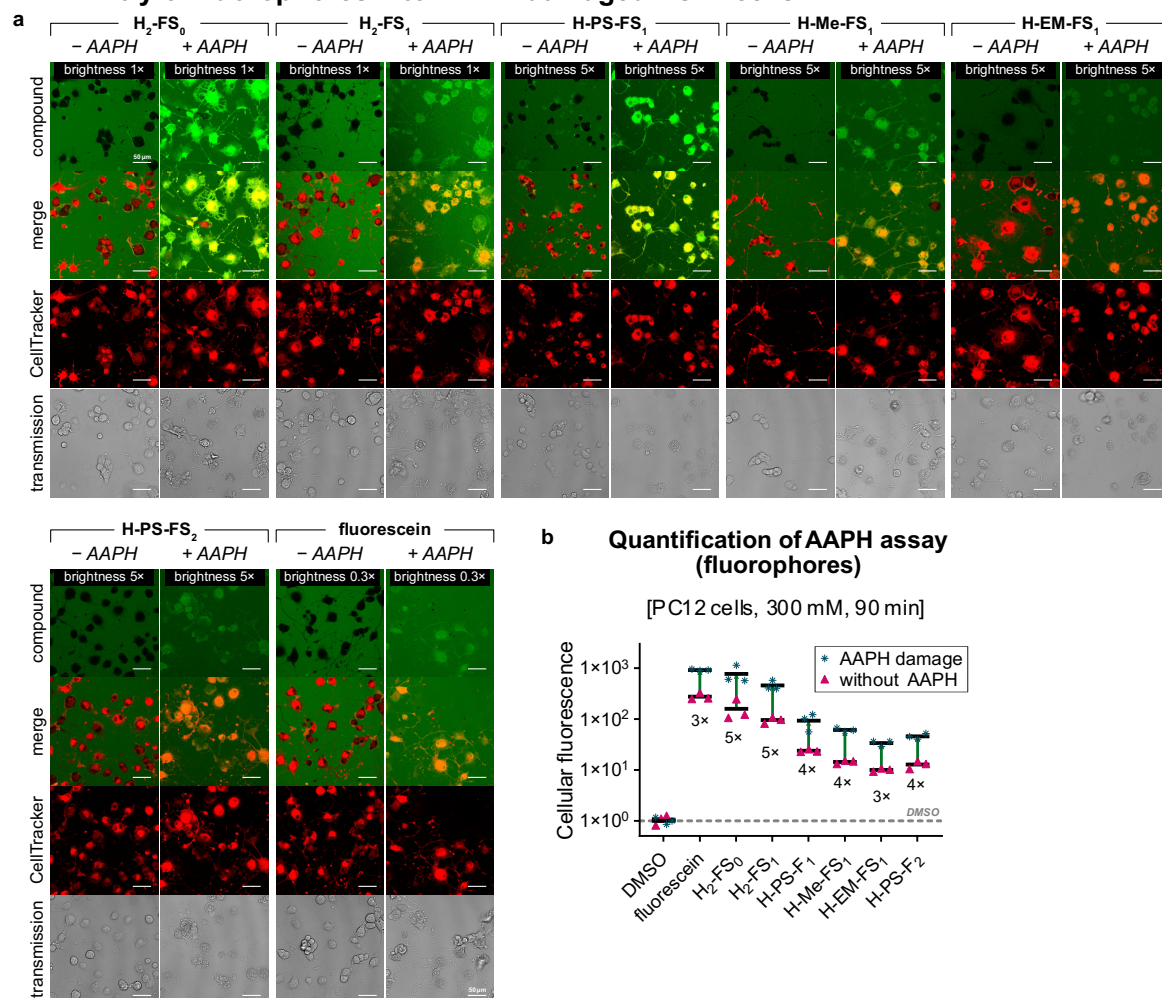 a
H₂-FS₀ H₂-FS₁ H-PS-FS₁ H-Me-FS₁ H-EM-FS₁
– AAPH + AAPH – AAPH + AAPH – AAPH + AAPH – AAPH + AAPH – AAPH + AAPH
brightness 1× brightness 1× brightness 1× brightness 1× brightness 5× brightness 5× brightness 5× brightness 5× brightness 5× brightness 5×
compound
50 µm
merge
CellTracker
transmission
H-PS-FS₂ fluorescein
– AAPH + AAPH – AAPH + AAPH
brightness 5× brightness 5× brightness 0.3× brightness 0.3×
compound
merge
CellTracker
transmission
50 µm
b
Quantification of AAPH assay
(fluorophores)
[PC12 cells, 300 mM, 90 min]
Cellular fluorescence
AAPH damage
without AAPH
1×10³
1×10²
1×10¹
1×10⁰
3×
5×
5×
4×
4×
3×
4×
DMSO
DMSO
fluorescein
H₂-FS₀
H₂-FS₁
H-PS-F₁
H-Me-FS₁
H-EM-FS₁
H-PS-F₂